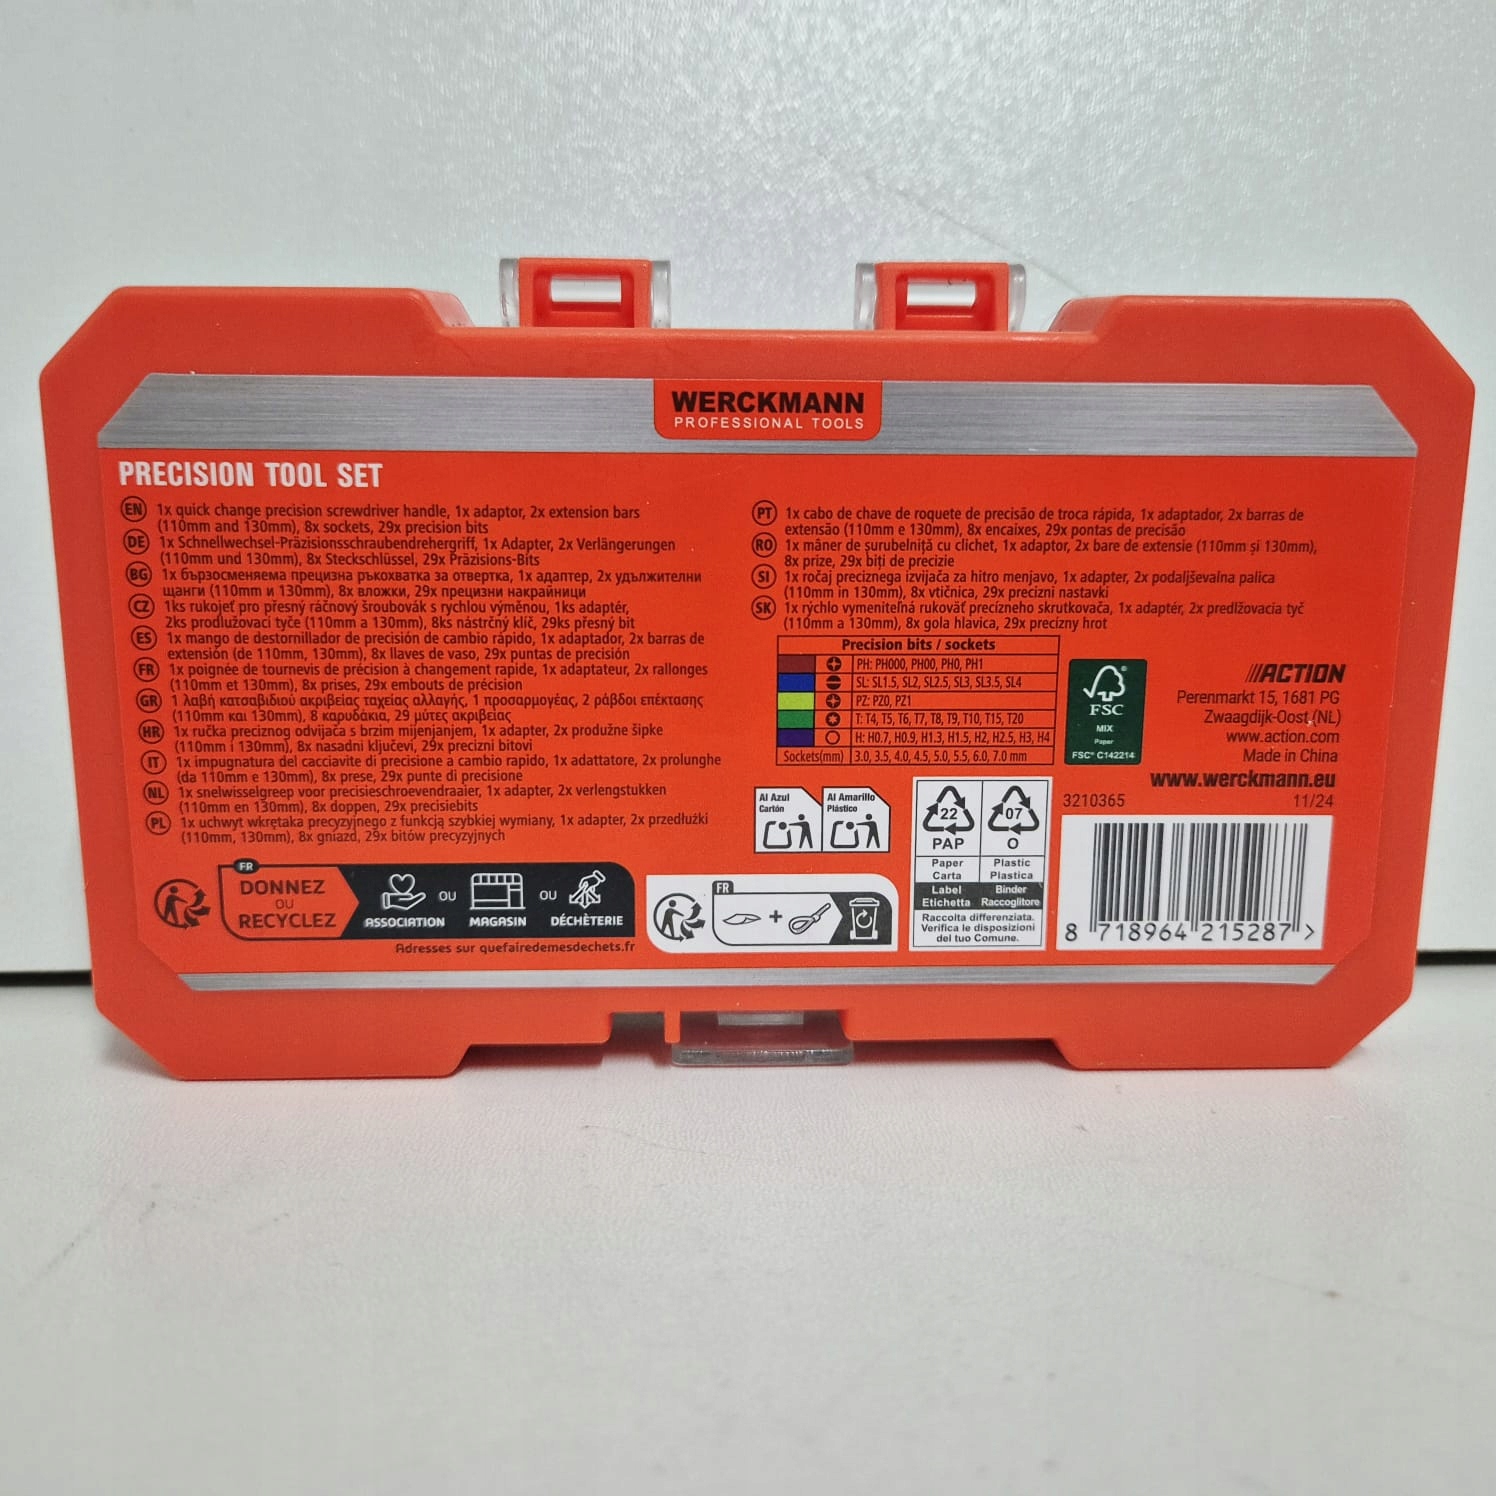 WERCKMANN
PROFESSIONAL TOOLS
PRECISION TOOL SET
EN 1x quick change precision screwdriver handle, 1x adaptor, 2x extension bars
(110mm and 130mm), 8x sockets, 29x precision bits
DE 1x Schnellwechsel-Präzisionsschraubendrehergriff, 1x Adapter, 2x Verlängerungen
(110mm und 130mm), 8x Steckschlüssel, 29x Präzisions-Bits
BG 1x бързосменяема прецизна ръкохватка за отвертка, 1x адаптер, 2x удължителни
щанги (110mm и 130mm), 8x вложки, 29x прецизни накрайници
CZ 1ks rukojeť pro přesný ráčnový šroubovák s rychlou výměnou, 1ks adaptér,
2ks prodlužovací tyče (110mm a 130mm), 8ks nástrčný klíč, 29ks přesný bit
ES 1x mango de destornillador de precisión de cambio rápido, 1x adaptador, 2x barras de
extensión (de 110mm, 130mm), 8x llaves de vaso, 29x puntas de precisión
FR 1x poignée de tournevis de précision à changement rapide, 1x adaptateur, 2x rallonges
(110mm et 130mm), 8x prises, 29x embouts de précision
GR 1 λαβή κατσαβιδιού ακριβείας ταχείας αλλαγής, 1 προσαρμογέας, 2 ράβδοι επέκτασης
(110mm και 130mm), 8 καρυδάκια, 29 μύτες ακριβείας
HR 1x ručka preciznog odvijača s brzim mijenjanjem, 1x adapter, 2x produžne šipke
(110mm i 130mm), 8x nasadni ključevi, 29x precizni bitovi
IT 1x impugnatura del cacciavite di precisione a cambio rapido, 1x adattatore, 2x prolunghe
(da 110mm e 130mm), 8x prese, 29x punte di precisione
NL 1x snelwisselgreep voor precisieschroevendraaier, 1x adapter, 2x verlengstukken
(110mm en 130mm), 8x doppen, 29x precisiebits
PL 1x uchwyt wkrętaka precyzyjnego z funkcją szybkiej wymiany, 1x adapter, 2x przedłużki
(110mm, 130mm), 8x gniazd, 29x bitów precyzyjnych
PT 1x cabo de chave de roquete de precisão de troca rápida, 1x adaptador, 2x barras de
extensão (110mm e 130mm), 8x encaixes, 29x pontas de precisão
RO 1x mâner de șurubelniță cu clichet, 1x adaptor, 2x bare de extensie (110mm și 130mm),
8x prize, 29x biți de precizie
SI 1x ročaj preciznega izvijača za hitro menjavo, 1x adapter, 2x podaljševalna palica
(110mm in 130mm), 8x vtičnica, 29x precizni nastavki
SK 1x rýchlo vymeniteľná rukoväť precízneho skrutkovača, 1x adaptér, 2x predlžovacia tyč
(110mm a 130mm), 8x gola hlavica, 29x precízny hrot
Precision bits / sockets
PH: PH000, PH00, PH0, PH1
SL: SL1.5, SL2, SL2.5, SL3, SL3.5, SL4
PZ: PZ0, PZ1
T: T4, T5, T6, T7, T8, T9, T10, T15, T20
H: H0.7, H0.9, H1.3, H1.5, H2, H2.5, H3, H4
Sockets(mm) 3.0, 3.5, 4.0, 4.5, 5.0, 5.5, 6.0, 7.0 mm
FSC
MIX
Paper
FSC® C142214
ACTION
Perenmarkt 15, 1681 PG
Zwaagdijk-Oost (NL)
www.action.com
Made in China
www.werckmann.eu
3210365 11/24
Al Azul
Cartón
Al Amarillo
Plástico
22
PAP
Paper
Carta
Label
Etichetta
07
O
Plastic
Plastica
Binder
Raccoglitore
Raccolta differenziata.
Verifica le disposizioni
del tuo Comune.
8 718964 215287 >
FR
DONNEZ
OU
RECYCLEZ
ASSOCIATION
OU
MAGASIN
OU
DÉCHÈTERIE
Adresses sur quefairedemesdechets.fr
FR
+